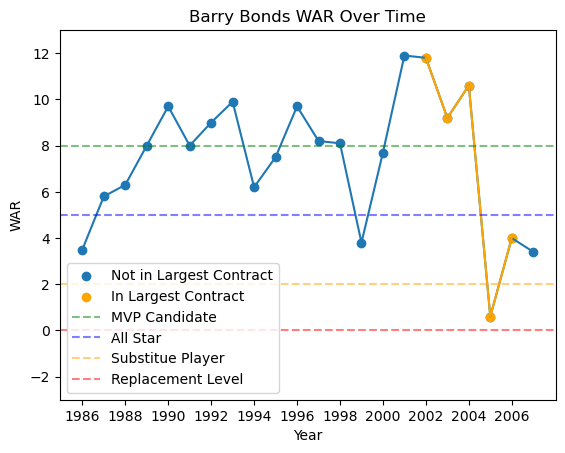 Barry Bonds WAR Over Time
WAR
12
10
8
6
4
2
0
−2
Not in Largest Contract
In Largest Contract
MVP Candidate
All Star
Substitue Player
Replacement Level
1986 1988 1990 1992 1994 1996 1998 2000 2002 2004 2006
Year